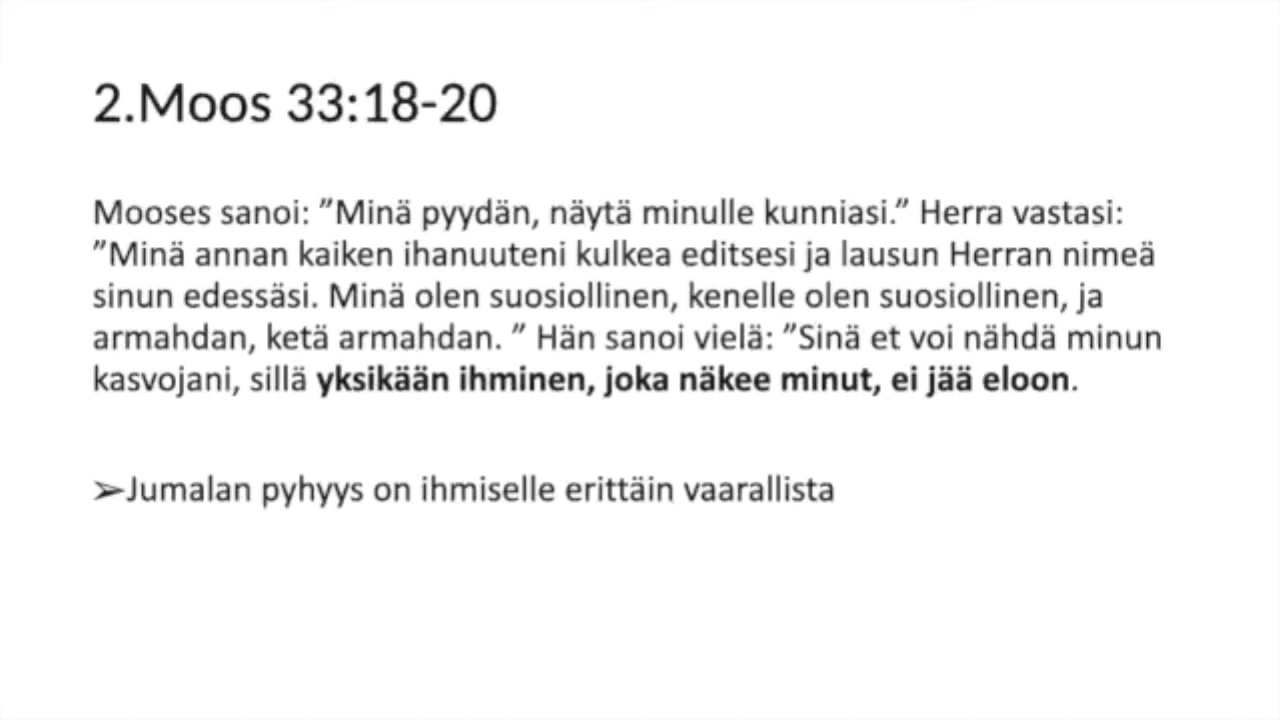 2.Moos 33:18-20
Mooses sanoi: ”Minä pyydän, näytä minulle kunniasi.” Herra vastasi:
”Minä annan kaiken ihanuuteni kulkea editsesi ja lausun Herran nimeä
sinun edessäsi. Minä olen suosiollinen, kenelle olen suosiollinen, ja
armahdan, ketä armahdan. ” Hän sanoi vielä: ”Sinä et voi nähdä minun
kasvojani, sillä yksikään ihminen, joka näkee minut, ei jää eloon.
➢Jumalan pyhyys on ihmiselle erittäin vaarallista